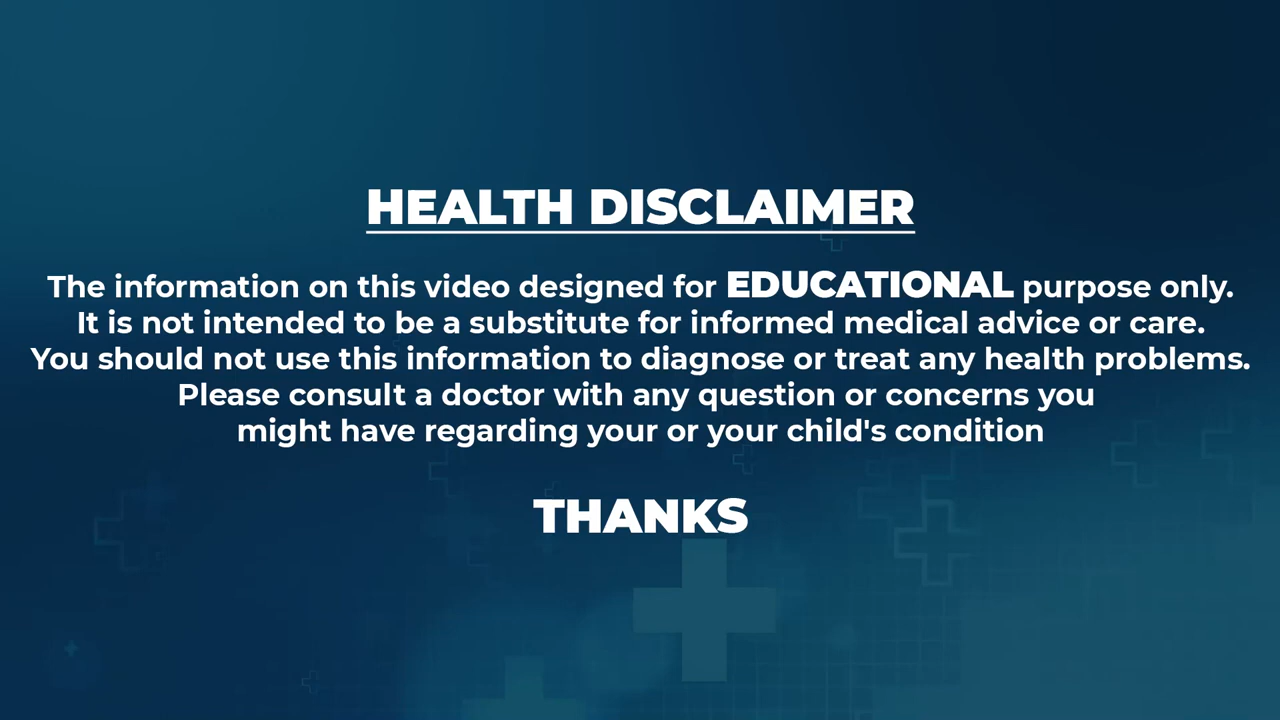 HEALTH DISCLAIMER
The information on this video designed for EDUCATIONAL purpose only.
It is not intended to be a substitute for informed medical advice or care.
You should not use this information to diagnose or treat any health problems.
Please consult a doctor with any question or concerns you
might have regarding your or your child's condition
THANKS